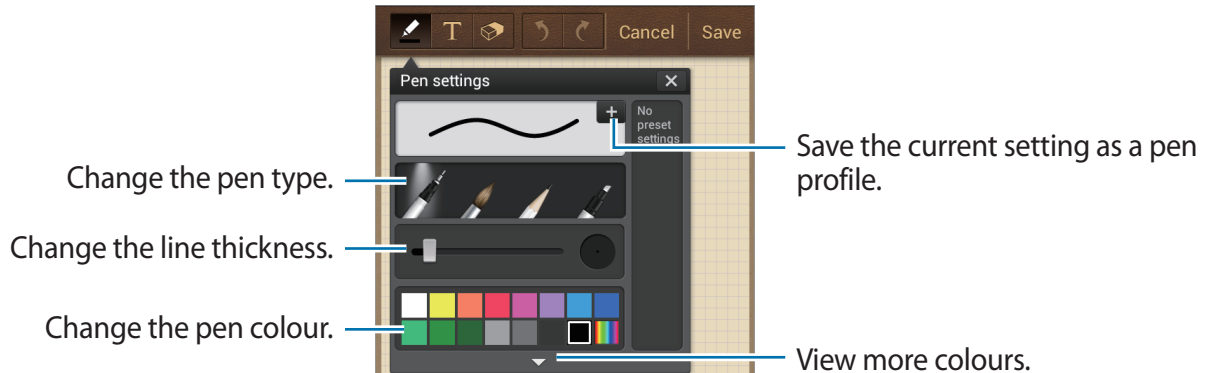 T
Cancel
Save
Pen settings
No
preset
settings
Save the current setting as a pen
profile.
Change the pen type.
Change the line thickness.
Change the pen colour.
View more colours.